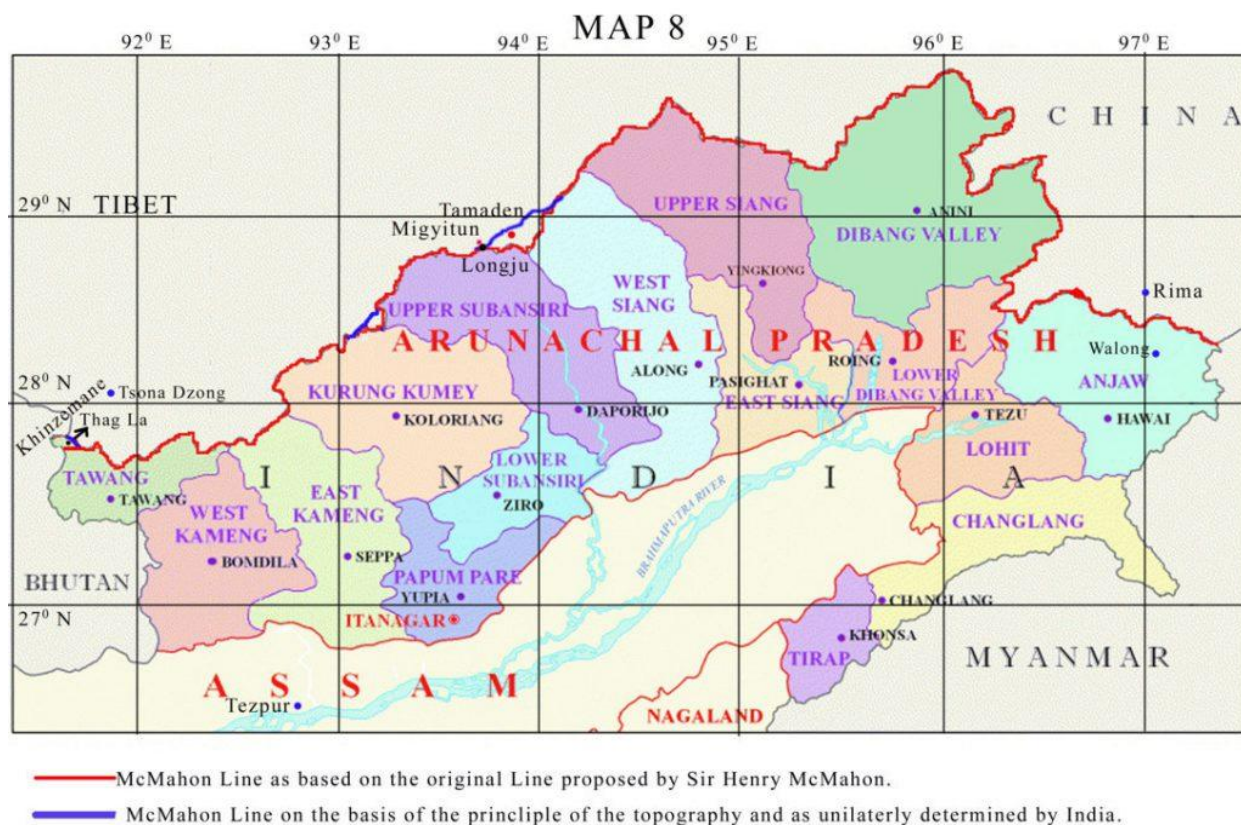 MAP 8
92⁰ E
93⁰ E
94⁰ E
95⁰ E
96⁰ E
97⁰ E
CHINA
29⁰ N
TIBET
Tamaden
Migyitun
Longju
UPPER SIANG
ANINI
DIBANG VALLEY
YINGKIONG
WEST
SIANG
UPPER SUBANSIRI
Rima
ARUNACHAL PRADESH
Walong
28⁰ N
Khinzemane
Tsona Dzong
Thag La
KURUNG KUMEY
KOLORIANG
ALONG
DAPORIJO
PASIGHAT
EAST SIANG
ROING
LOWER
DIBANG VALLEY
TEZU
ANJAW
HAWAI
LOHIT
TAWANG
TAWANG
INDIA
EAST
KAMENG
LOWER
SUBANSIRI
ZIRO
WEST
KAMENG
BOMDILA
SEPPA
CHANGLANG
BRAHMAPUTRA RIVER
BHUTAN
PAPUM PARE
YUPIA
ITANAGAR
27⁰ N
CHANGLANG
KHONSA
TIRAP
MYANMAR
ASSAM
Tezpur
NAGALAND
McMahon Line as based on the original Line proposed by Sir Henry McMahon.
McMahon Line on the basis of the princliple of the topography and as unilaterly determined by India.